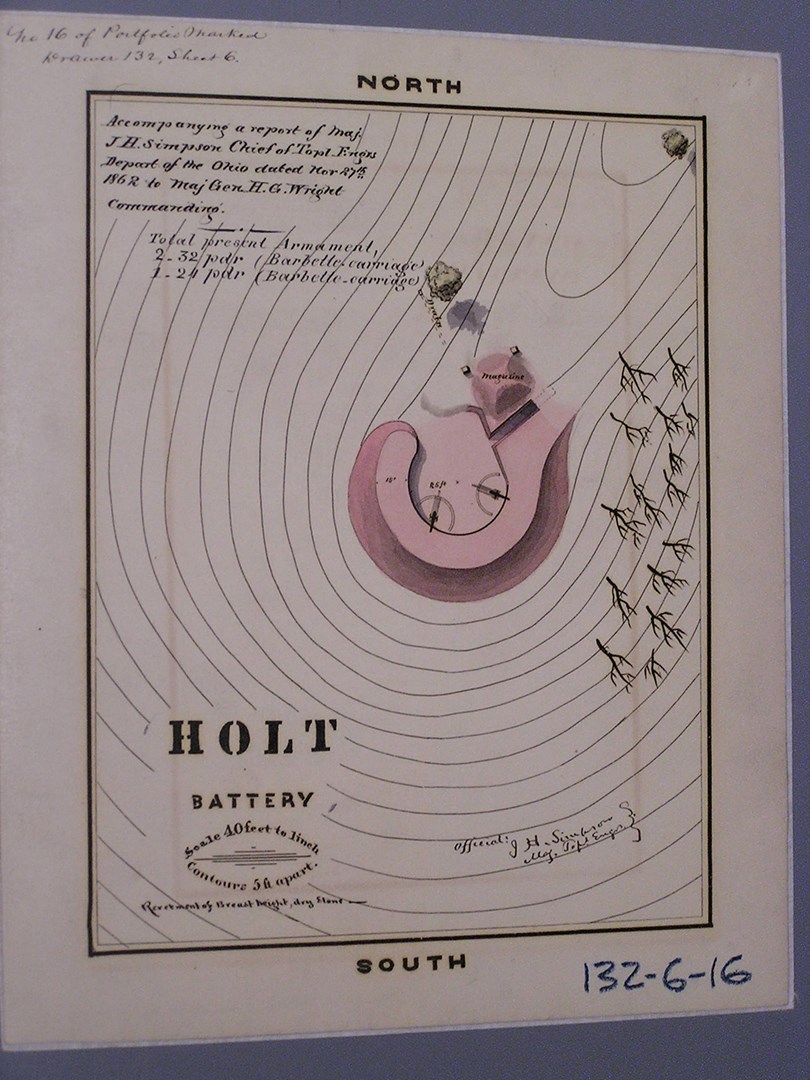 No 16 of Portfolio Marked
Drawer 132, Sheet 6.
NORTH
Accompanying a report of Maj.
J.H. Simpson Chief of Topl. Engrs
Depart of the Ohio dated Nov 27th
1862 to Maj Gen. H.G. Wright
Commanding.
Total present Armament,
2-32 pdr (Barbette-carriage)
1-24 pdr (Barbette-carriage)
Magazine
16'
26 ft
HOLT
BATTERY
Scale 40 feet to 1 inch
Contours 5 ft apart.
Revetment of Breast height, dry Stone
Official: J H. Simpson
Maj. Topl Engrs
SOUTH
132-6-16